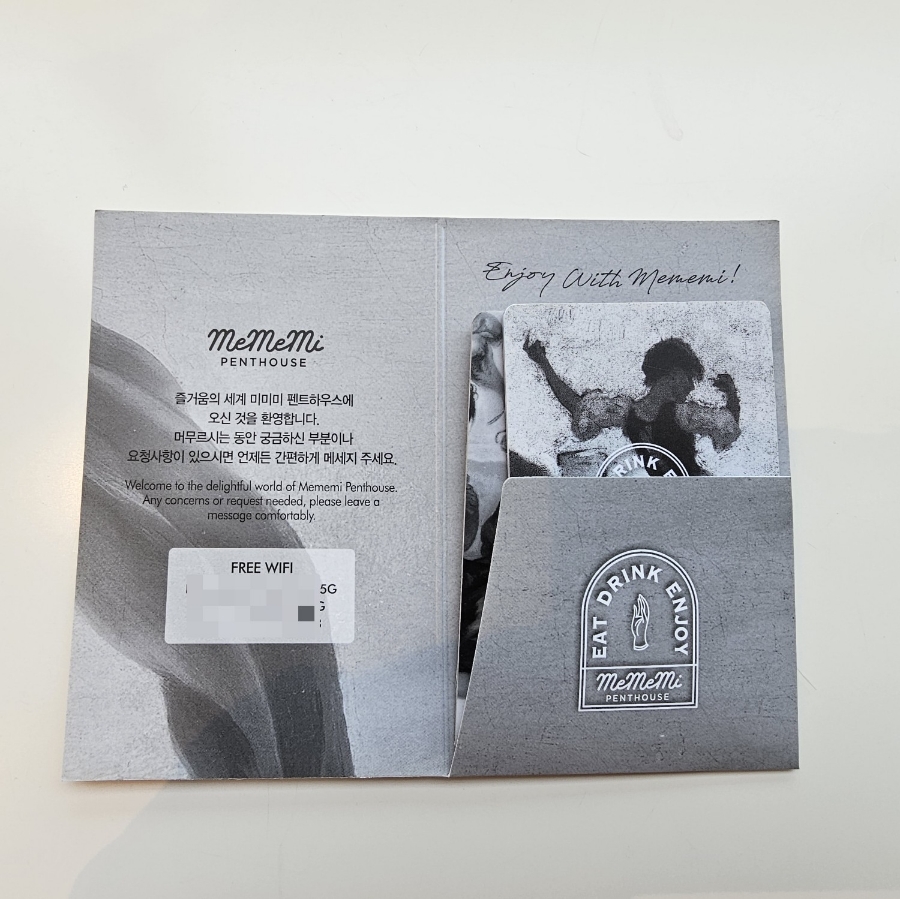 MeMeMi
PENTHOUSE
즐거움의 세계 미미미 펜트하우스에
오신 것을 환영합니다.
머무르시는 동안 궁금하신 부분이나
요청사항이 있으시면 언제든 간편하게 메세지 주세요.
Welcome to the delightful world of Mememi Penthouse.
Any concerns or request needed, please leave a
message comfortably.
FREE WIFI
5G
G
Enjoy With Mememi!
RINK
EAT DRINK ENJOY
MeMeMi
PENTHOUSE